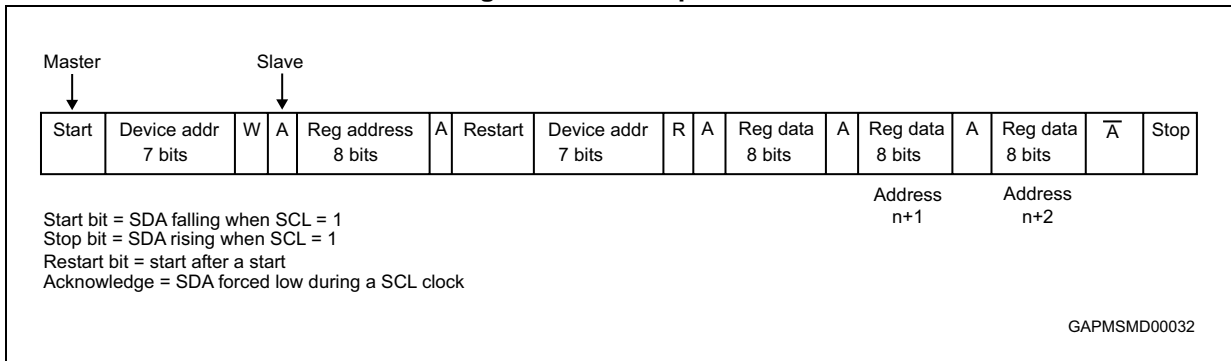 Master Slave
Start Device addr 7 bits W A Reg address 8 bits A Restart Device addr 7 bits R A Reg data 8 bits A Reg data 8 bits A Reg data 8 bits A̅ Stop
Address n+1 Address n+2
Start bit = SDA falling when SCL = 1
Stop bit = SDA rising when SCL = 1
Restart bit = start after a start
Acknowledge = SDA forced low during a SCL clock
GAPMSMD00032